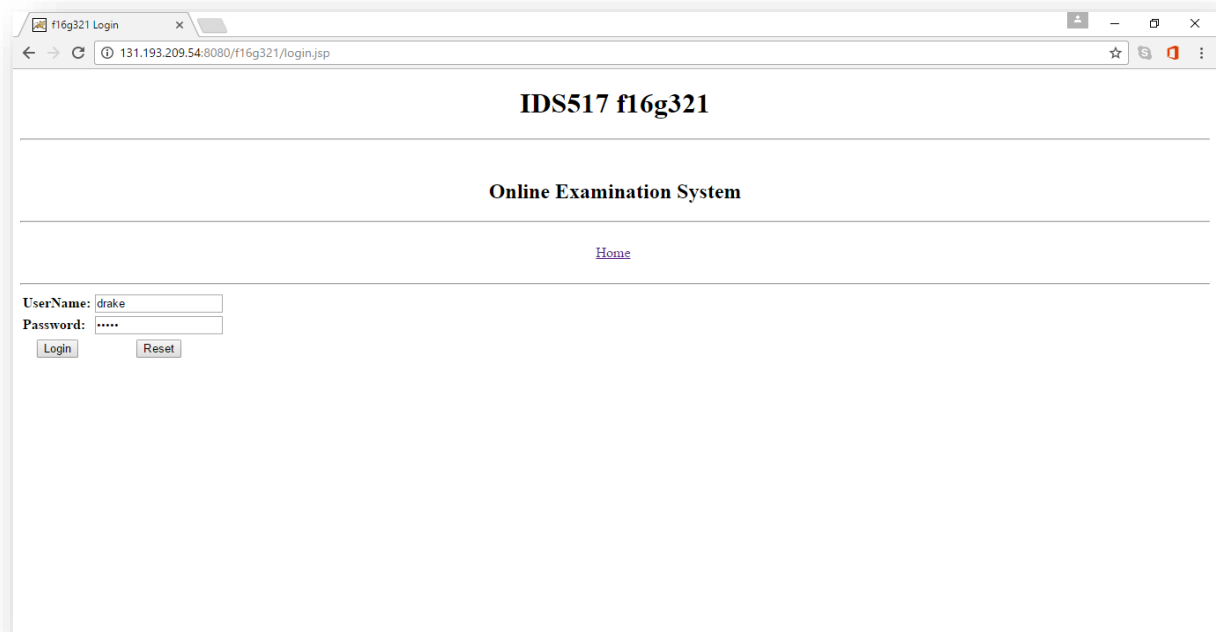 f16g321 Login
131.193.209.54:8080/f16g321/login.jsp
IDS517 f16g321
Online Examination System
Home
UserName: drake
Password: •••••
Login Reset